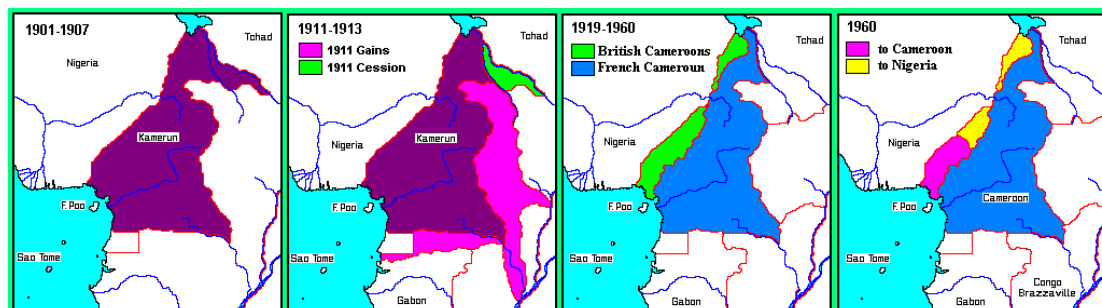 1901-1907
Tchad
Nigeria
Kamerun
F. Poo
Sao Tome
1911-1913
1911 Gains
1911 Cession
Tchad
Nigeria
Kamerun
F. Poo
Sao Tome
Gabon
1919-1960
British Cameroons
French Cameroun
Tchad
Nigeria
F. Poo
Sao Tome
Gabon
1960
to Cameroon
to Nigeria
Tchad
Nigeria
Cameroon
F. Poo
Sao Tome
Gabon
Congo
Brazzaville